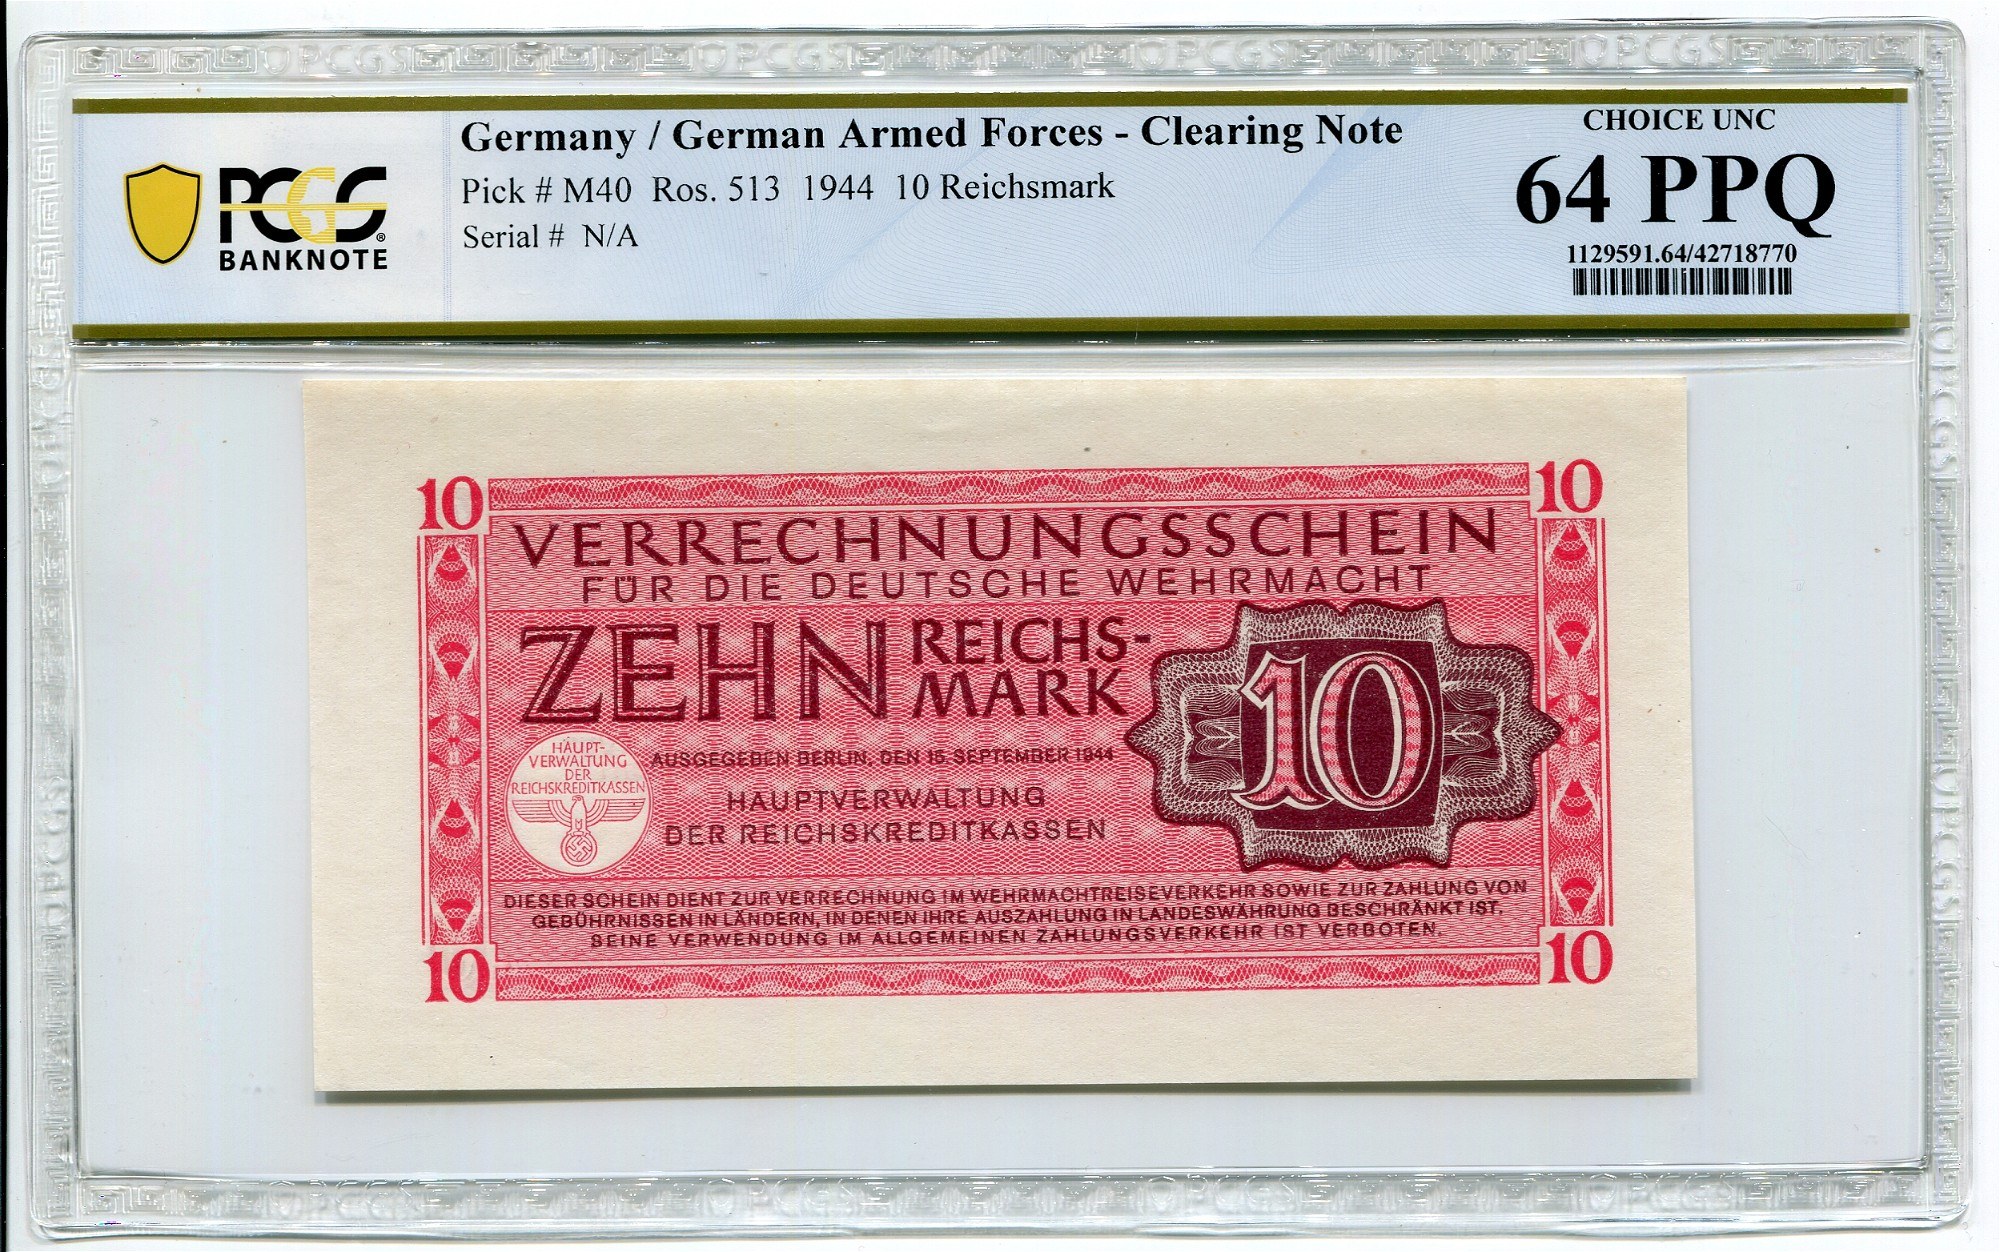 PCGS
BANKNOTE
Germany / German Armed Forces - Clearing Note
Pick # M40 Ros. 513 1944 10 Reichsmark
Serial # N/A
CHOICE UNC
64 PPQ
1129591.64/42718770
10
10
VERRECHNUNGSSCHEIN
FÜR DIE DEUTSCHE WEHRMACHT
ZEHN REICHS-
MARK
10
HAUPT-
VERWALTUNG
DER
REICHSKREDITKASSEN
AUSGEGEBEN BERLIN, DEN 15. SEPTEMBER 1944
HAUPTVERWALTUNG
DER REICHSKREDITKASSEN
DIESER SCHEIN DIENT ZUR VERRECHNUNG IM WEHRMACHTREISEVERKEHR SOWIE ZUR ZAHLUNG VON
GEBÜHRNISSEN IN LÄNDERN, IN DENEN IHRE AUSZAHLUNG IN LANDESWÄHRUNG BESCHRÄNKT IST.
SEINE VERWENDUNG IM ALLGEMEINEN ZAHLUNGSVERKEHR IST VERBOTEN.
10
10